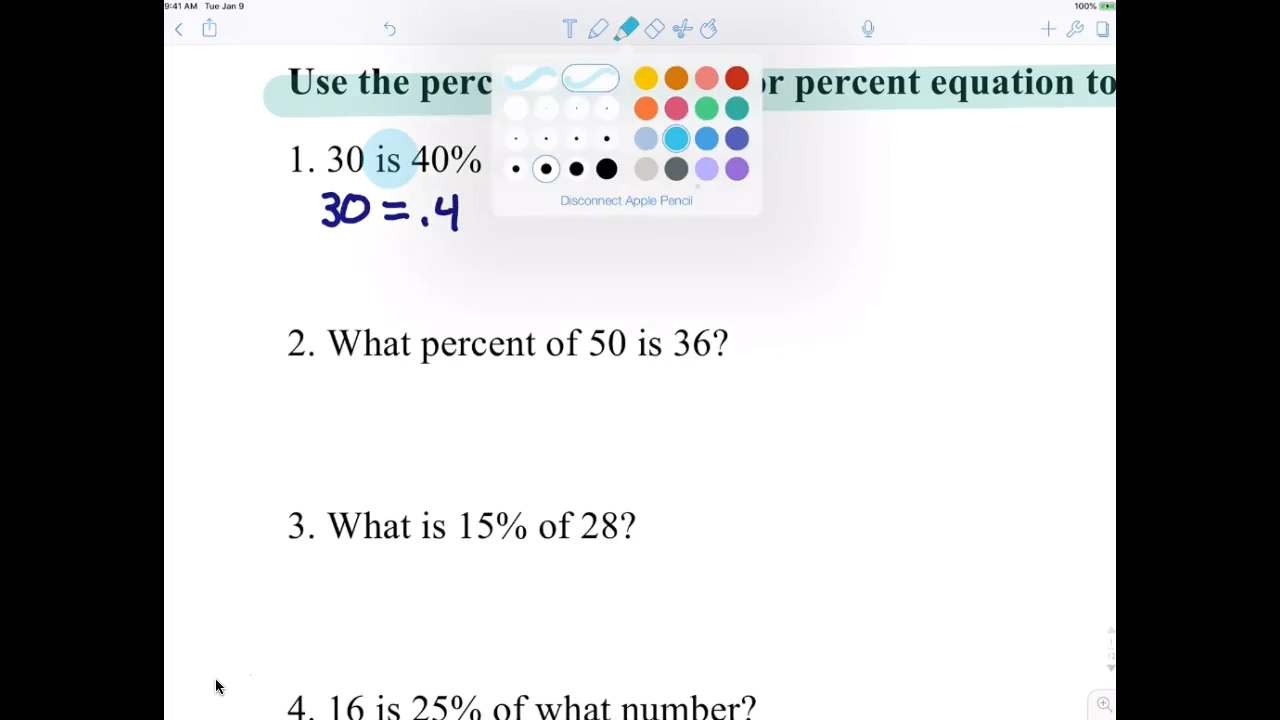 9:41 AM Tue Jan 9
100%
Use the perc r percent equation to
1. 30 is 40%
30 = .4
Disconnect Apple Pencil
2. What percent of 50 is 36?
3. What is 15% of 28?
4. 16 is 25% of what number?